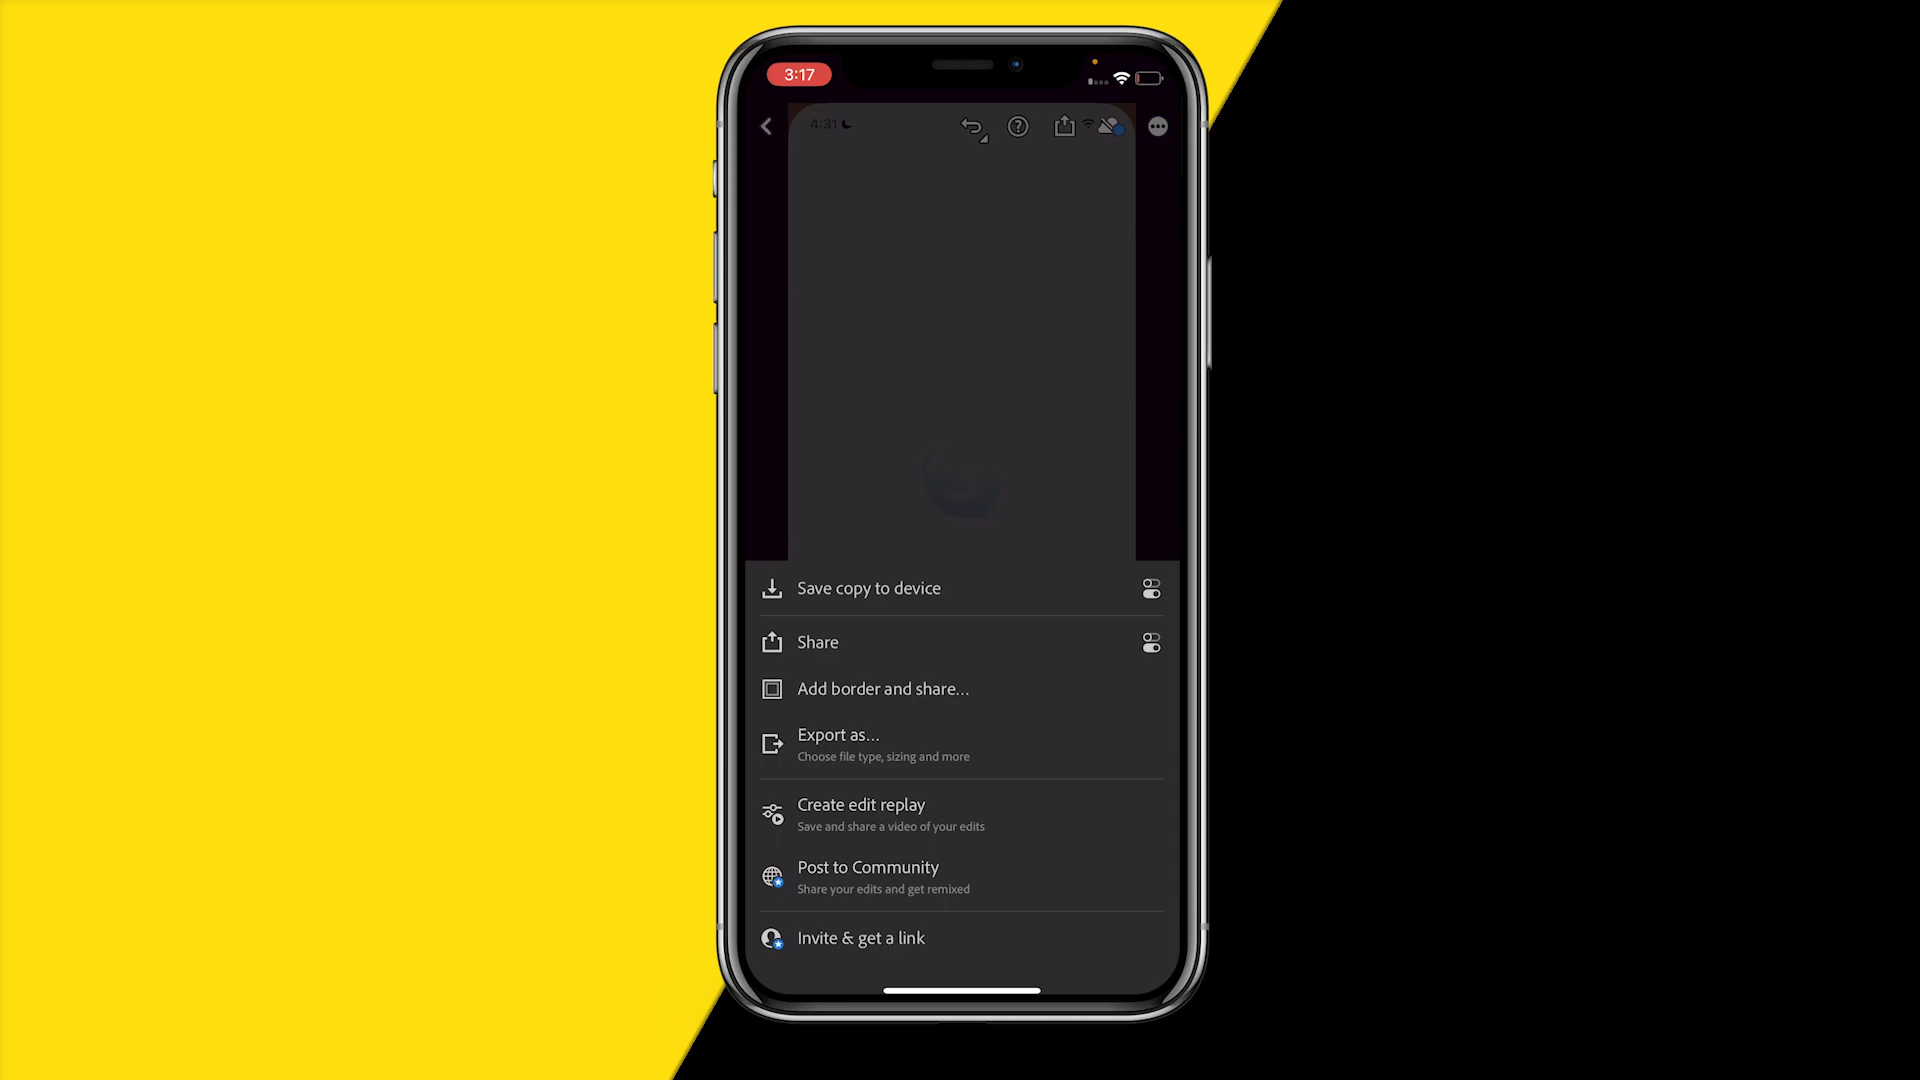 3:17
4:31
Save copy to device
Share
Add border and share...
Export as...
Choose file type, sizing and more
Create edit replay
Save and share a video of your edits
Post to Community
Share your edits and get remixed
Invite & get a link